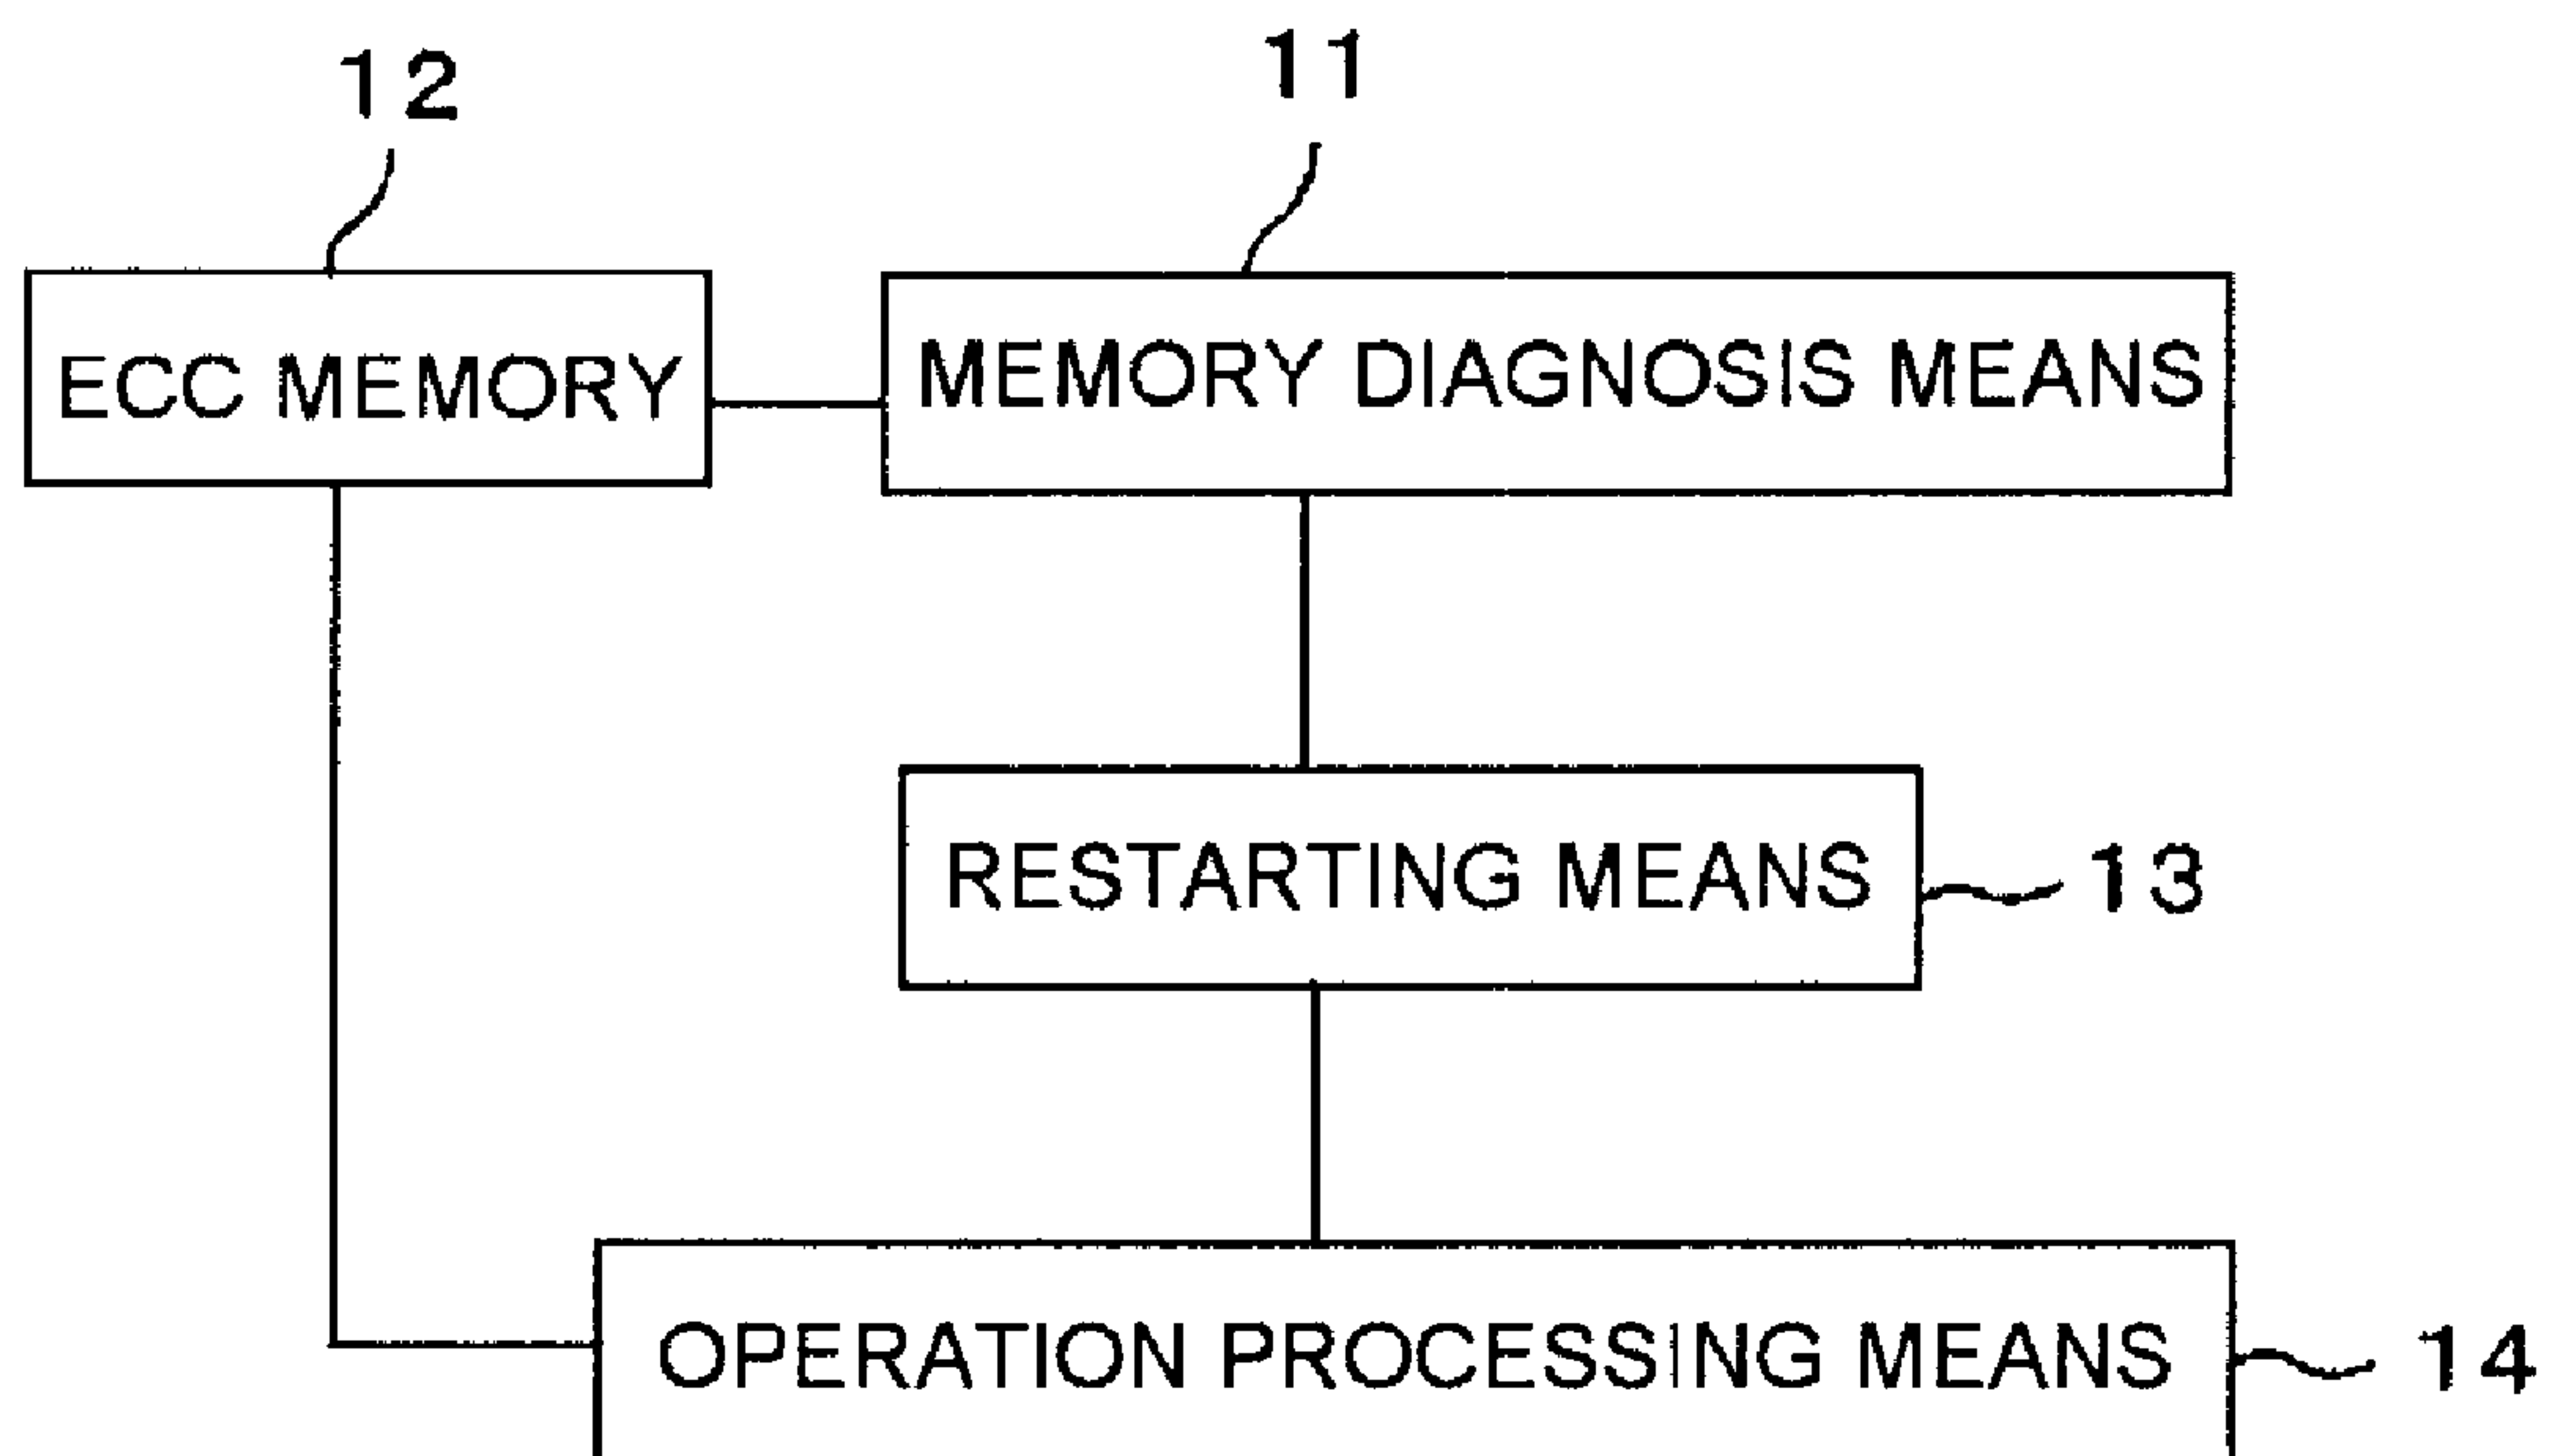 12
11
ECC MEMORY
MEMORY DIAGNOSIS MEANS
RESTARTING MEANS
13
OPERATION PROCESSING MEANS
14